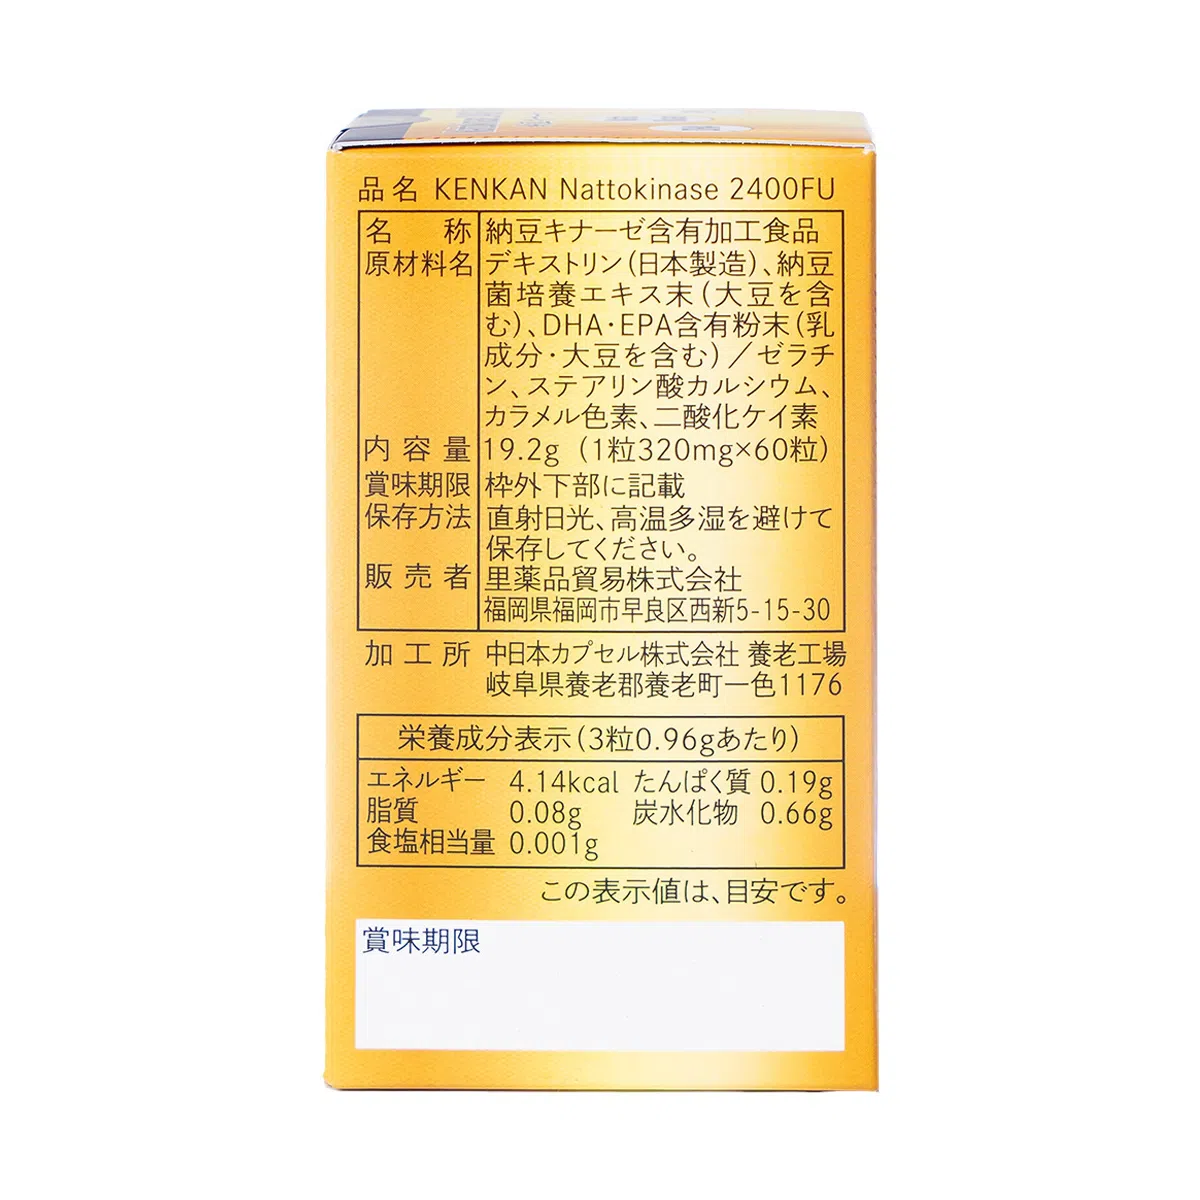 品名 KENKAN Nattokinase 2400FU
名称 納豆キナーゼ含有加工食品
原材料名 デキストリン(日本製造)、納豆
菌培養エキス末(大豆を含
む)、DHA・EPA含有粉末(乳
成分・大豆を含む)/ゼラチ
ン、ステアリン酸カルシウム、
カラメル色素、二酸化ケイ素
内容量 19.2g (1粒320mg×60粒)
賞味期限 枠外下部に記載
保存方法 直射日光、高温多湿を避けて
保存してください。
販売者 里薬品貿易株式会社
福岡県福岡市早良区西新5-15-30
加工所 中日本カプセル株式会社 養老工場
岐阜県養老郡養老町一色1176
栄養成分表示(3粒0.96gあたり)
エネルギー 4.14kcal たんぱく質 0.19g
脂質 0.08g 炭水化物 0.66g
食塩相当量 0.001g
この表示値は、目安です。
賞味期限